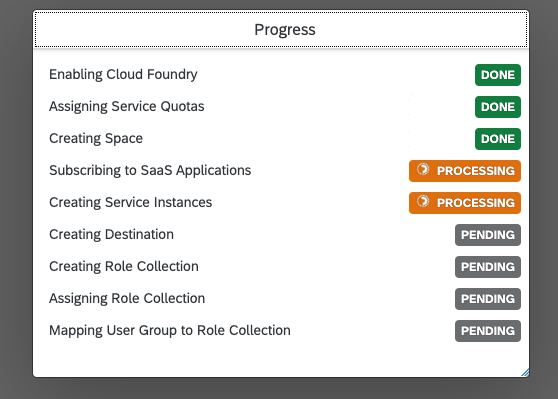 Progress
Enabling Cloud Foundry DONE
Assigning Service Quotas DONE
Creating Space DONE
Subscribing to SaaS Applications PROCESSING
Creating Service Instances PROCESSING
Creating Destination PENDING
Creating Role Collection PENDING
Assigning Role Collection PENDING
Mapping User Group to Role Collection PENDING